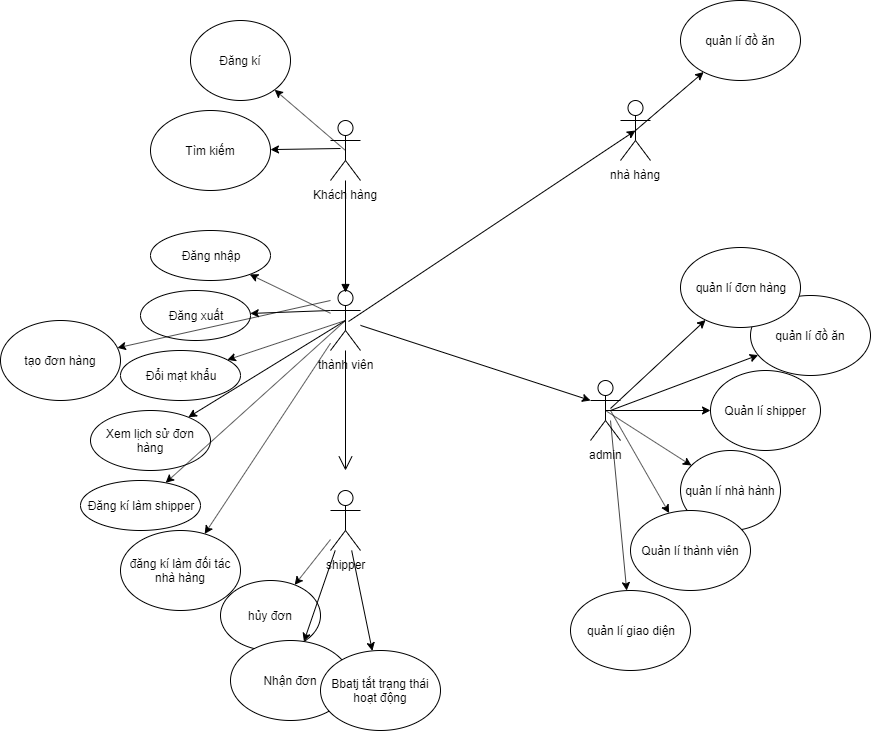 quản lí đồ ăn
Đăng kí
Tìm kiếm
nhà hàng
Khách hàng
Đăng nhập
quản lí đơn háng
Đăng xuất
quản lí đồ ăn
tạo đơn hàng
thành viên
Đổi mạt khẩu
Quản lí shipper
Xem lịch sử đơn
hàng
admin
quản lí nhà hành
Đăng kí làm shipper
Quản lí thành viên
đăng kí làm đối tác
nhà hàng
shipper
hủy đơn
quản lí giao diện
Nhận đơn
Bbatj tắt trạng thái
hoạt động